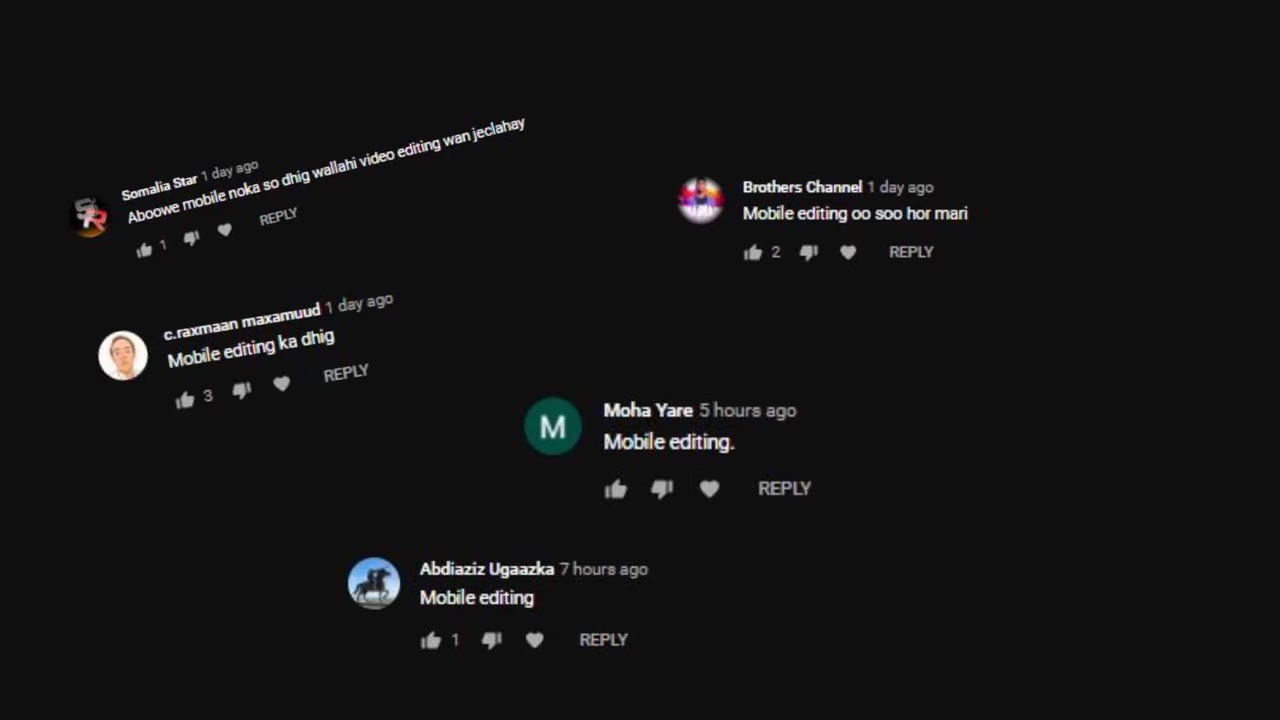 Somalia Star 1 day ago
Aboowe mobile noka so dhig wallahi video editing wan jeclahay
1 REPLY
Brothers Channel 1 day ago
Mobile editing oo soo hor mari
2 REPLY
c.raxmaan maxamuud 1 day ago
Mobile editing ka dhig
3 REPLY
M
Moha Yare 5 hours ago
Mobile editing.
REPLY
Abdiaziz Ugaazka 7 hours ago
Mobile editing
1 REPLY